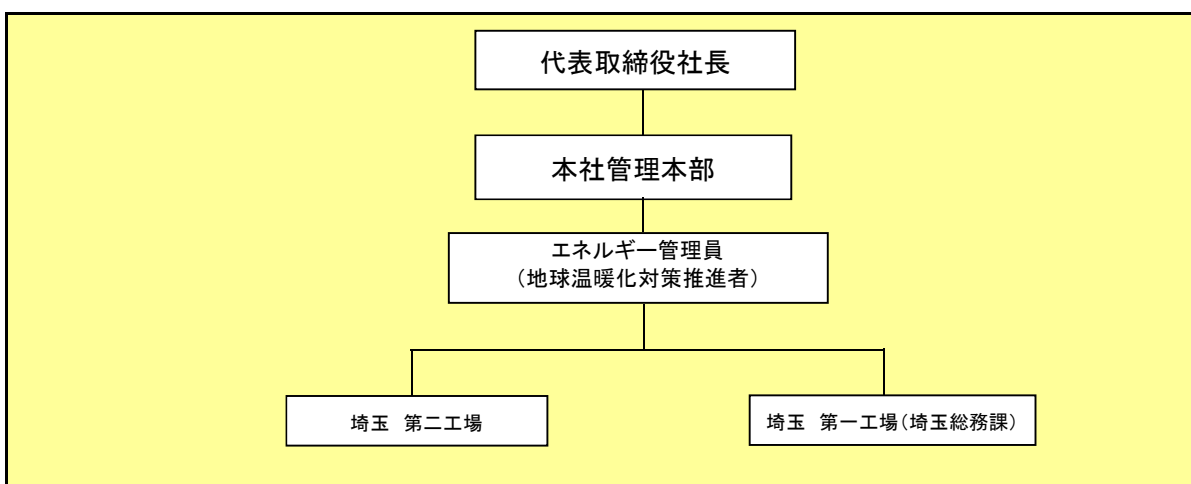 代表取締役社長
本社管理本部
エネルギー管理員
（地球温暖化対策推進者）
埼玉　第二工場
埼玉　第一工場（埼玉総務課）